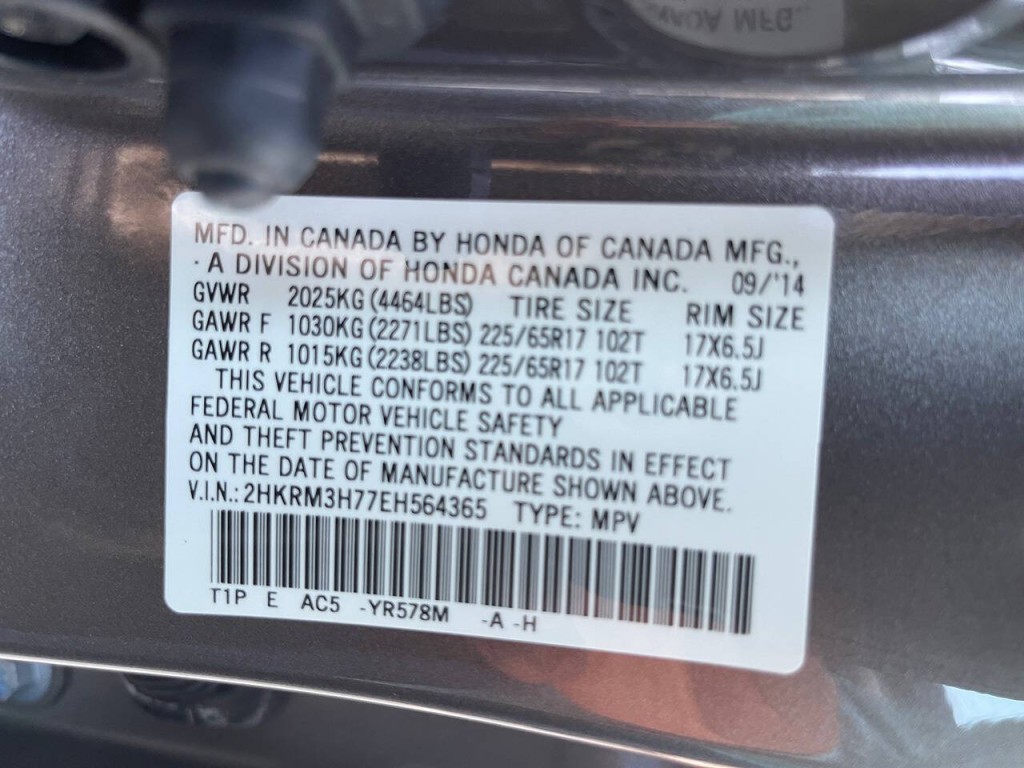 MFD. IN CANADA BY HONDA OF CANADA MFG.,
A DIVISION OF HONDA CANADA INC. 09/'14
GVWR 2025KG (4464LBS) TIRE SIZE RIM SIZE
GAWR F 1030KG (2271LBS) 225/65R17 102T 17X6.5J
GAWR R 1015KG (2238LBS) 225/65R17 102T 17X6.5J
THIS VEHICLE CONFORMS TO ALL APPLICABLE
FEDERAL MOTOR VEHICLE SAFETY
AND THEFT PREVENTION STANDARDS IN EFFECT
ON THE DATE OF MANUFACTURE SHOWN ABOVE.
V.I.N.: 2HKRM3H77EH564365 TYPE: MPV
T1P E AC5 -YR578M -A -H